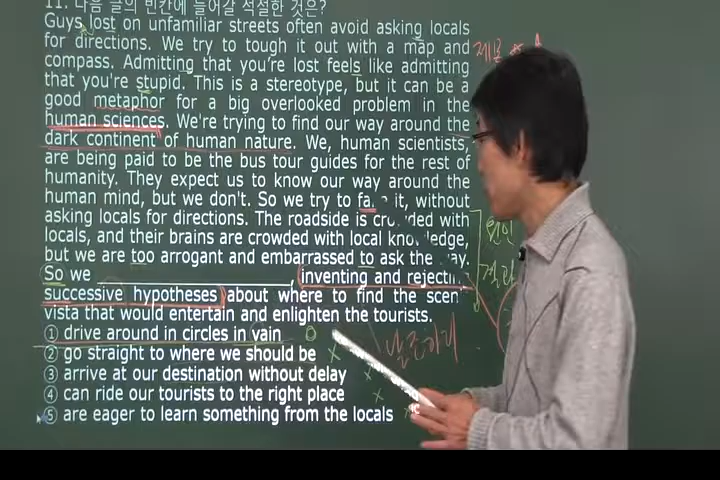 11. 다음 글의 빈칸에 들어갈 적절한 것은?
Guys lost on unfamiliar streets often avoid asking locals
for directions. We try to tough it out with a map and
compass. Admitting that you're lost feels like admitting
that you're stupid. This is a stereotype, but it can be a
good metaphor for a big overlooked problem in the
human sciences. We're trying to find our way around the
dark continent of human nature. We, human scientists,
are being paid to be the bus tour guides for the rest of
humanity. They expect us to know our way around the
human mind, but we don't. So we try to it, without
asking locals for directions. The roadside is with
locals, and their brains are crowded with local
but we are too arrogant and embarrassed to ask the
So we ____________________ inventing and
successive hypotheses about where to find the
vista that would entertain and enlighten the tourists.
① drive around in circles in vain O
② go straight to where we should be X
③ arrive at our destination without delay
④ can ride our tourists to the right place X
⑤ are eager to learn something from the locals